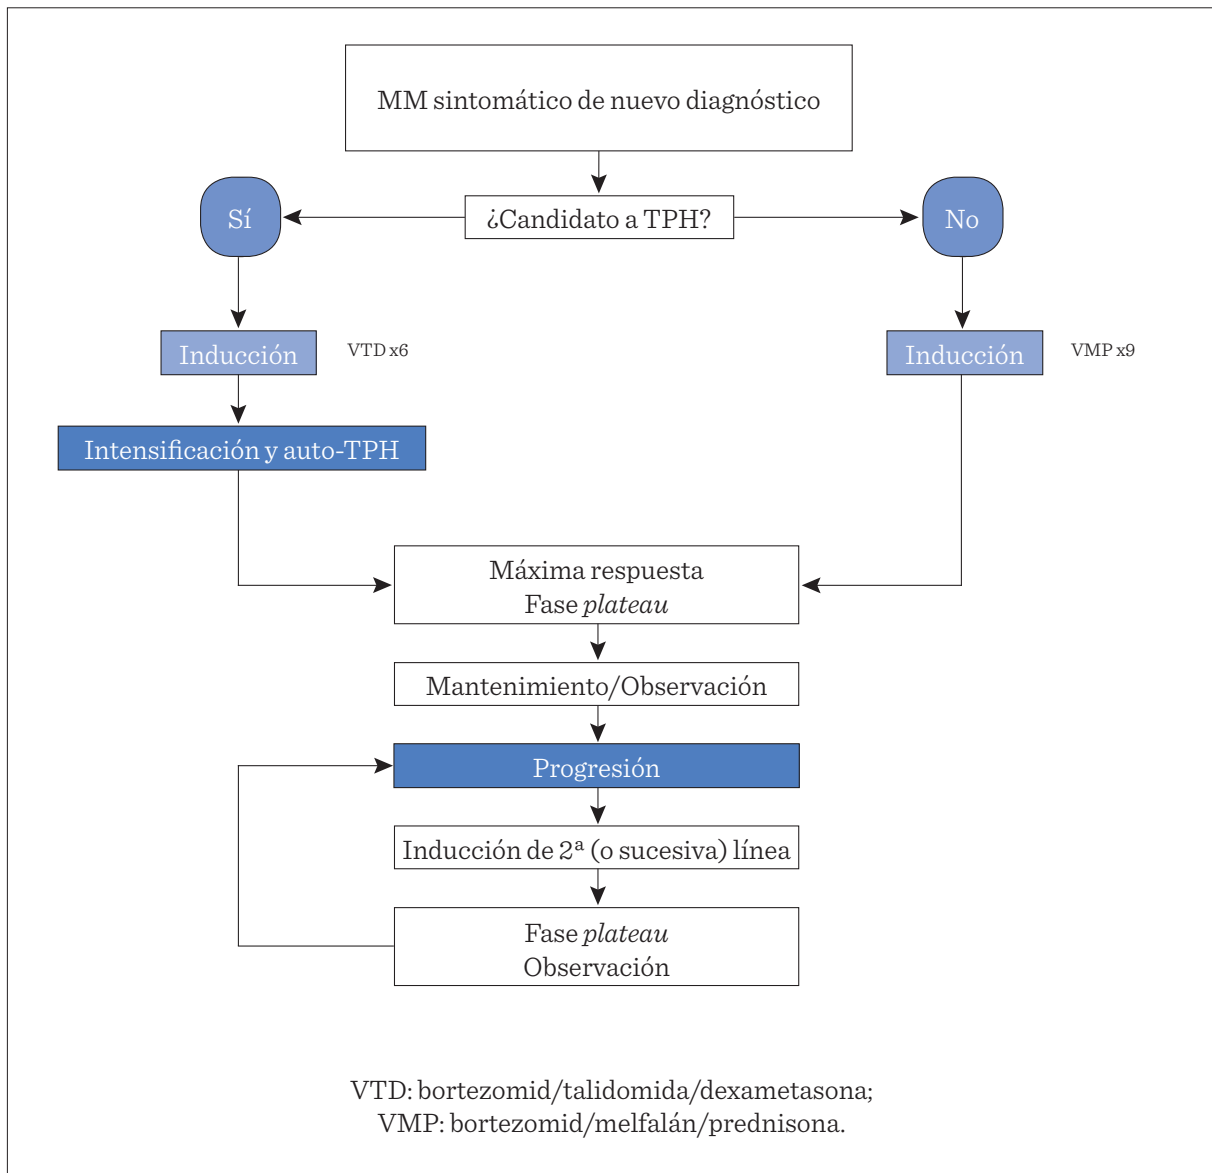 MM sintomático de nuevo diagnóstico
Sí
¿Candidato a TPH?
No
Inducción
VTD x6
Inducción
VMP x9
Intensificación y auto-TPH
Máxima respuesta
Fase plateau
Mantenimiento/Observación
Progresión
Inducción de 2ª (o sucesiva) línea
Fase plateau
Observación
VTD: bortezomid/talidomida/dexametasona;
VMP: bortezomid/melfalán/prednisona.